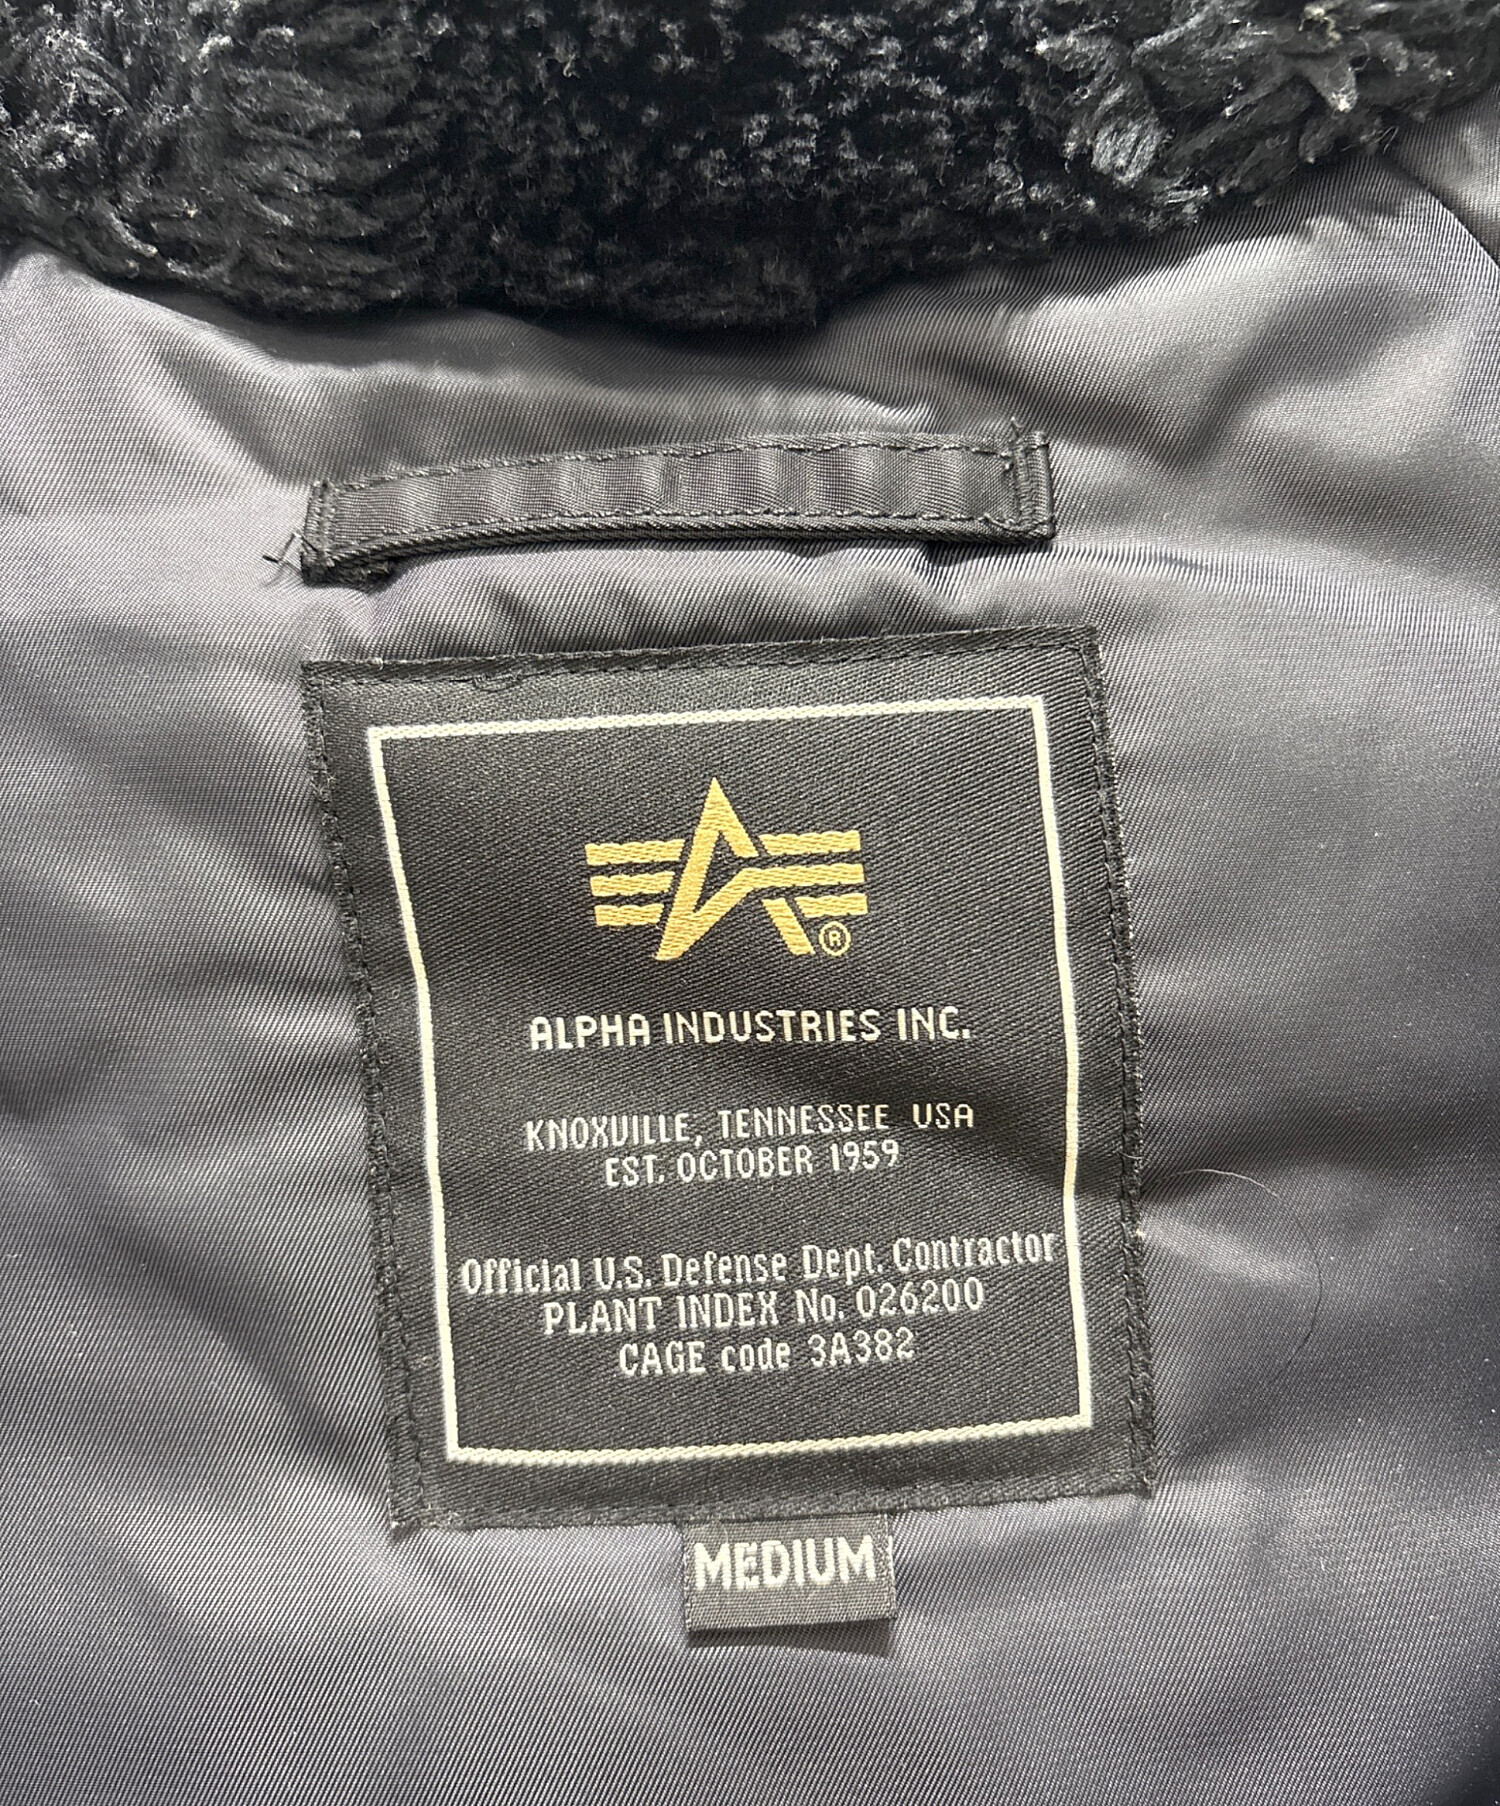 ®
ALPHA INDUSTRIES INC.
KNOXVILLE, TENNESSEE USA
EST. OCTOBER 1959
Official U.S. Defense Dept. Contractor
PLANT INDEX No. 026200
CAGE code 3A382
MEDIUM